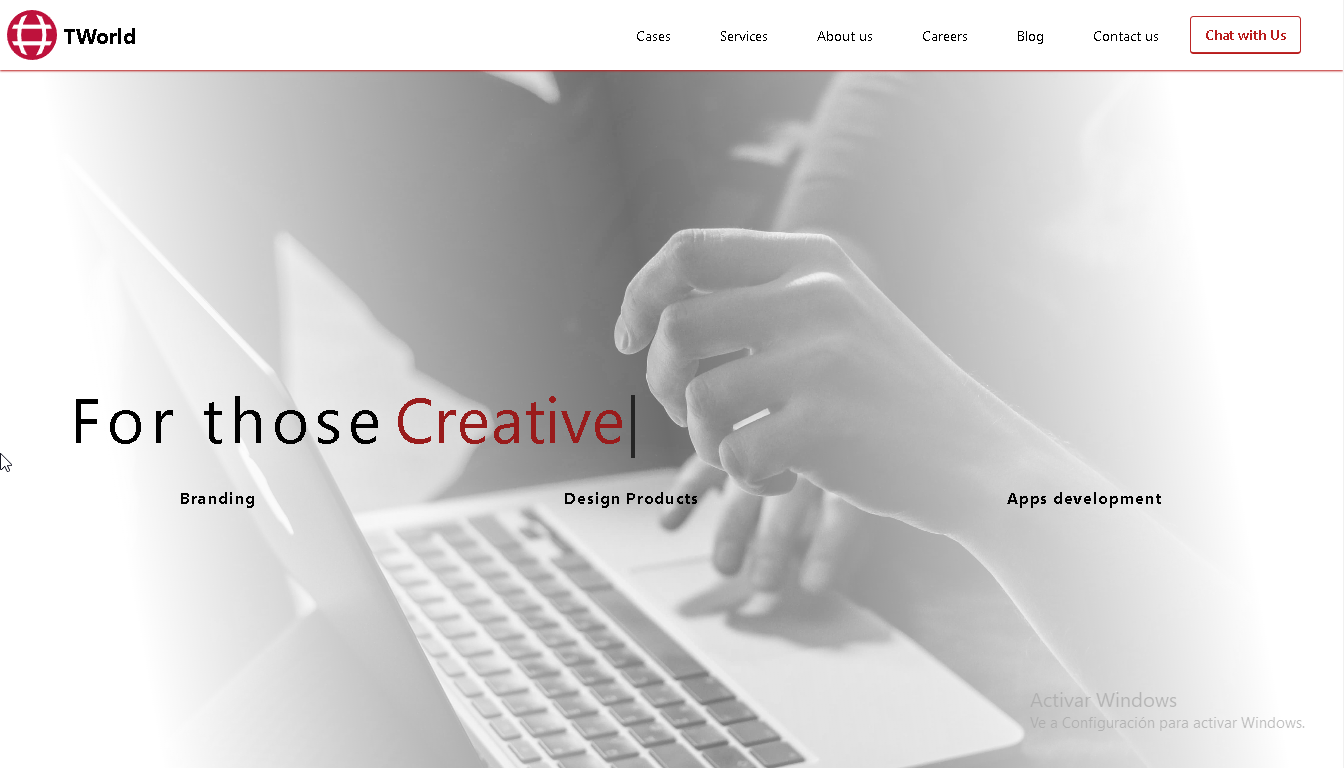 TWorld
Cases Services About us Careers Blog Contact us Chat with Us
For those Creative
Branding Design Products Apps development
Activar Windows
Ve a Configuración para activar Windows.